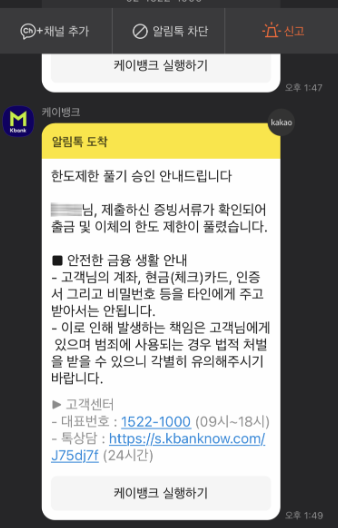 채널 추가
알림톡 차단
신고
케이뱅크 실행하기
오후 1:47
M
Kbank
케이뱅크
kakao
알림톡 도착
한도제한 풀기 승인 안내드립니다
님, 제출하신 증빙서류가 확인되어
출금 및 이체의 한도 제한이 풀렸습니다.
■ 안전한 금융 생활 안내
- 고객님의 계좌, 현금(체크)카드, 인증
서 그리고 비밀번호 등을 타인에게 주고
받아서는 안됩니다.
- 이로 인해 발생하는 책임은 고객님에게
있으며 범죄에 사용되는 경우 법적 처벌
을 받을 수 있으니 각별히 유의해주시기
바랍니다.
▶ 고객센터
- 대표번호 : 1522-1000 (09시~18시)
- 톡상담 : https://s.kbanknow.com/
J75dj7f (24시간)
케이뱅크 실행하기
오후 1:49